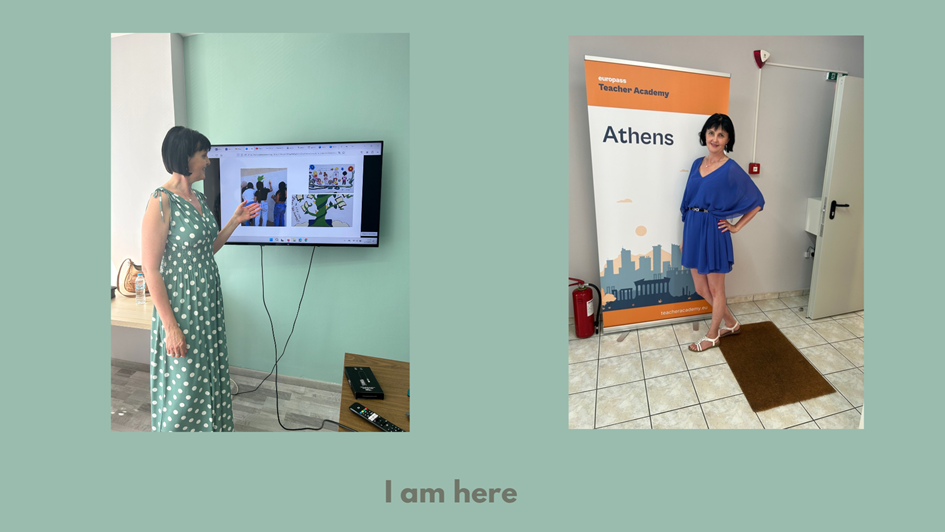 europass
Teacher Academy
Athens
teacheracademy.eu
I am here